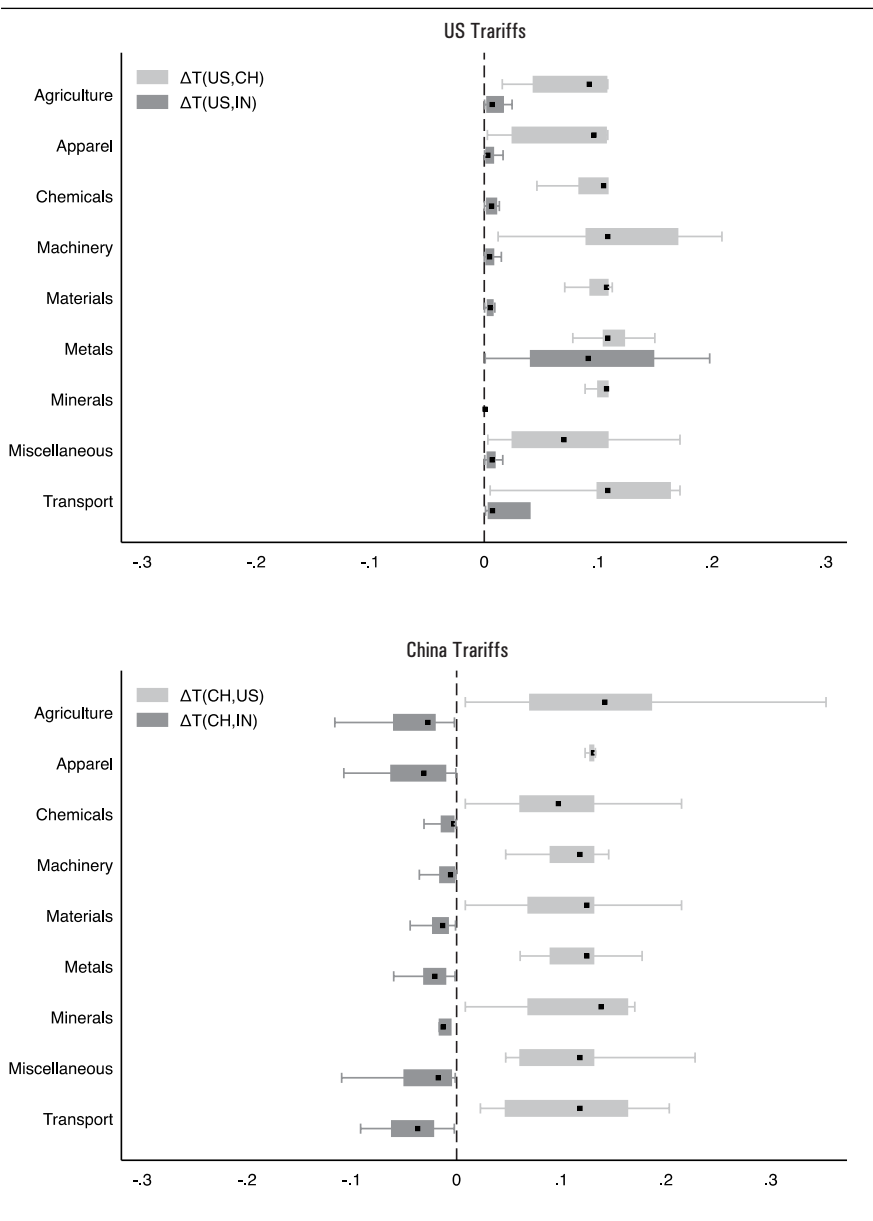 US Trariffs
ΔT(US,CH)
ΔT(US,IN)
Agriculture
Apparel
Chemicals
Machinery
Materials
Metals
Minerals
Miscellaneous
Transport
-.3 -.2 -.1 0 .1 .2 .3
China Trariffs
ΔT(CH,US)
ΔT(CH,IN)
Agriculture
Apparel
Chemicals
Machinery
Materials
Metals
Minerals
Miscellaneous
Transport
-.3 -.2 -.1 0 .1 .2 .3